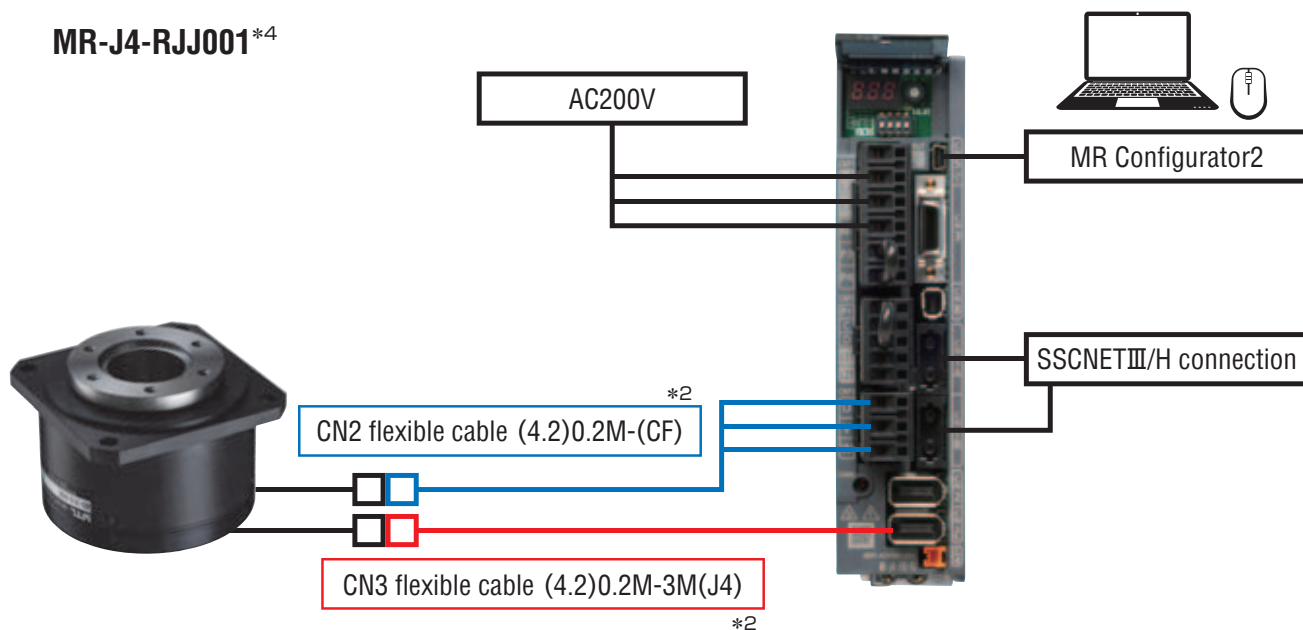 MR-J4-RJJ001*4
AC200V
MR Configurator2
SSCNETⅢ/H connection
*2
CN2 flexible cable (4.2)0.2M-(CF)
CN3 flexible cable (4.2)0.2M-3M(J4)
*2